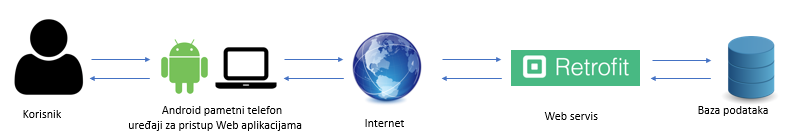 Retrofit
Korisnik
Android pametni telefon
uređaji za pristup Web aplikacijama
Internet
Web servis
Baza podataka